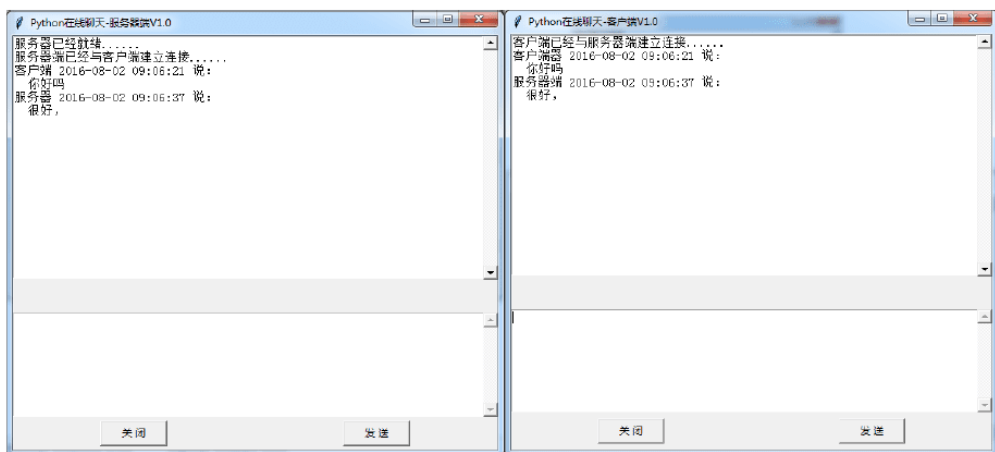 Python在线聊天-服务器端V1.0
服务器已经就绪......
服务器端已经与客户端建立连接......
客户端 2016-08-02 09:06:21 说：
你好吗
服务器 2016-08-02 09:06:37 说：
很好，
关闭
发送
Python在线聊天-客户端V1.0
客户端已经与服务器端建立连接......
客户端器 2016-08-02 09:06:21 说：
你好吗
服务器端 2016-08-02 09:06:37 说：
很好，
关闭
发送